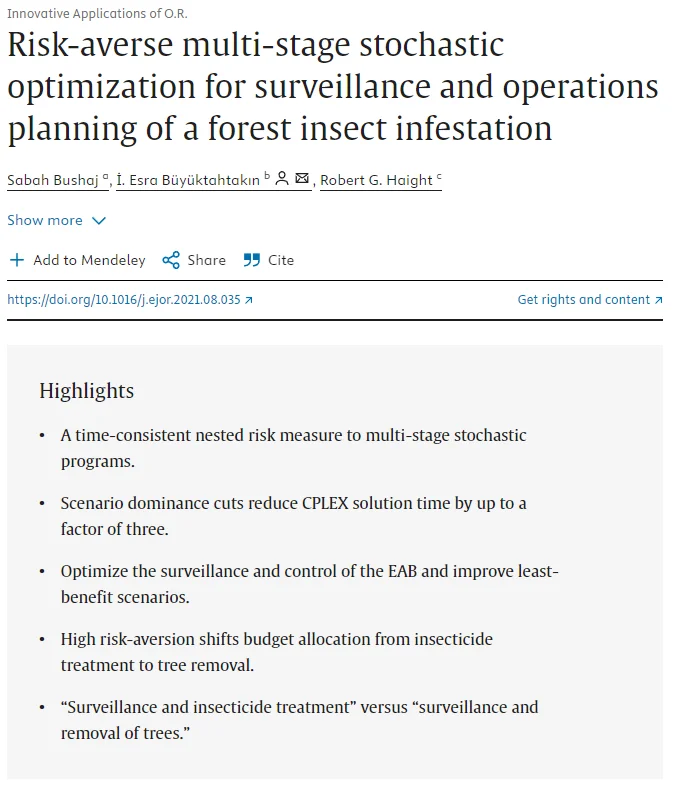 Innovative Applications of O.R.
Risk-averse multi-stage stochastic
optimization for surveillance and operations
planning of a forest insect infestation
Sabah Bushaj a, İ. Esra Büyüktahtakın b, Robert G. Haight c
Show more
Add to Mendeley Share Cite
https://doi.org/10.1016/j.ejor.2021.08.035 ↗ Get rights and content ↗
Highlights
• A time-consistent nested risk measure to multi-stage stochastic
programs.
• Scenario dominance cuts reduce CPLEX solution time by up to a
factor of three.
• Optimize the surveillance and control of the EAB and improve least-
benefit scenarios.
• High risk-aversion shifts budget allocation from insecticide
treatment to tree removal.
• “Surveillance and insecticide treatment” versus “surveillance and
removal of trees.”